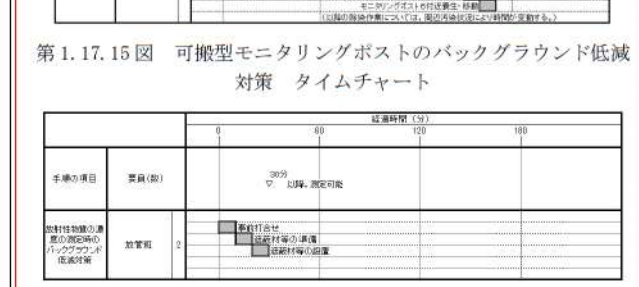 モニタリングポスト6付近養生・移動
(以降の除染作業については、周辺汚染状況により時間が変動する。)
第1.17.15図 可搬型モニタリングポストのバックグラウンド低減
対策 タイムチャート
経過時間(分)
0 60 120 180
手順の項目 要員(数)
30分
▽ 以降、測定可能
放射性物質の濃
度の測定時の
バックグラウンド
低減対策
放管班 2
事前打合せ
遮蔽材等の準備
遮蔽材等の設置